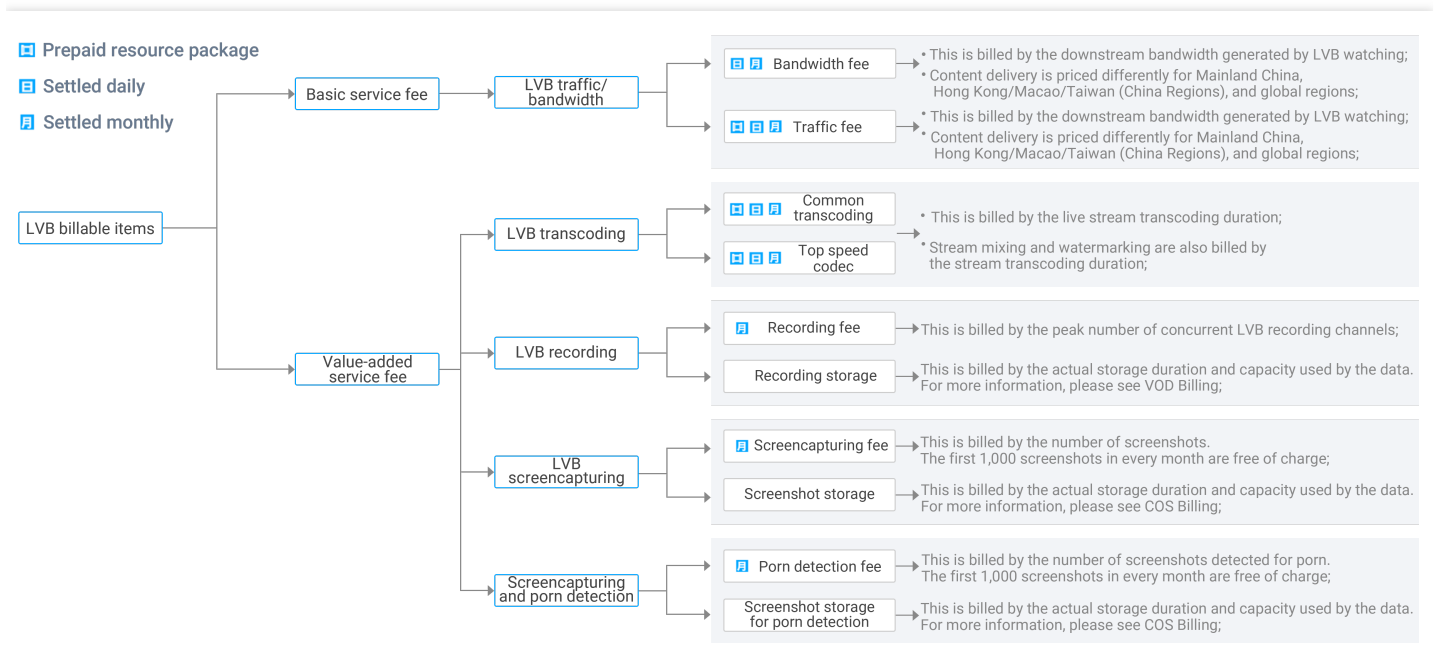 Prepaid resource package
Settled daily
Settled monthly
LVB billable items
Basic service fee
Value-added
service fee
LVB traffic/
bandwidth
Bandwidth fee
• This is billed by the downstream bandwidth generated by LVB watching;
• Content delivery is priced differently for Mainland China,
Hong Kong/Macao/Taiwan (China Regions), and global regions;
Traffic fee
• This is billed by the downstream bandwidth generated by LVB watching;
• Content delivery is priced differently for Mainland China,
Hong Kong/Macao/Taiwan (China Regions), and global regions;
LVB transcoding
Common
transcoding
Top speed
codec
• This is billed by the live stream transcoding duration;
• Stream mixing and watermarking are also billed by
the stream transcoding duration;
LVB recording
Recording fee
This is billed by the peak number of concurrent LVB recording channels;
Recording storage
This is billed by the actual storage duration and capacity used by the data.
For more information, please see VOD Billing;
LVB
screencapturing
月 Screencapturing fee
This is billed by the number of screenshots.
The first 1,000 screenshots in every month are free of charge;
Screenshot storage
This is billed by the actual storage duration and capacity used by the data.
For more information, please see COS Billing;
Screencapturing
and porn detection
月 Porn detection fee
This is billed by the number of screenshots detected for porn.
The first 1,000 screenshots in every month are free of charge;
Screenshot storage
for porn detection
This is billed by the actual storage duration and capacity used by the data.
For more information, please see COS Billing;